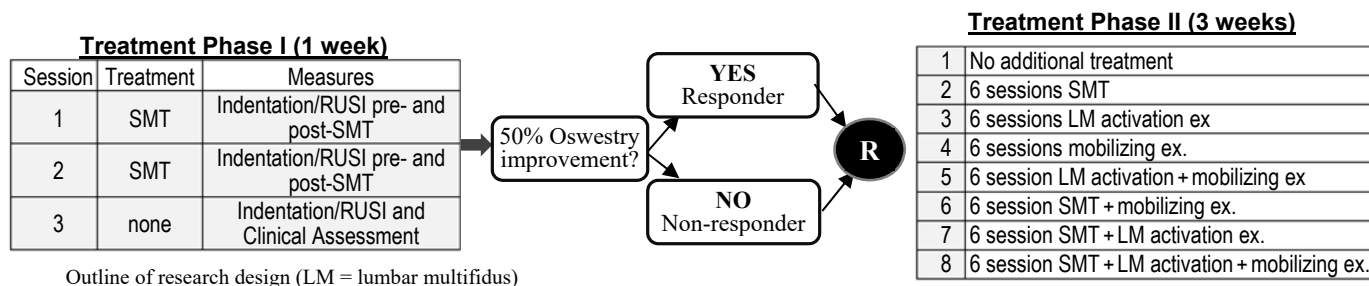 Treatment Phase I (1 week)
Session Treatment Measures
1 SMT Indentation/RUSI pre- and
post-SMT
2 SMT Indentation/RUSI pre- and
post-SMT
3 none Indentation/RUSI and
Clinical Assessment
Outline of research design (LM = lumbar multifidus)
50% Oswestry
improvement?
YES
Responder
NO
Non-responder
R
Treatment Phase II (3 weeks)
1 No additional treatment
2 6 sessions SMT
3 6 sessions LM activation ex
4 6 sessions mobilizing ex.
5 6 session LM activation + mobilizing ex
6 6 session SMT + mobilizing ex.
7 6 session SMT + LM activation ex.
8 6 session SMT + LM activation + mobilizing ex.